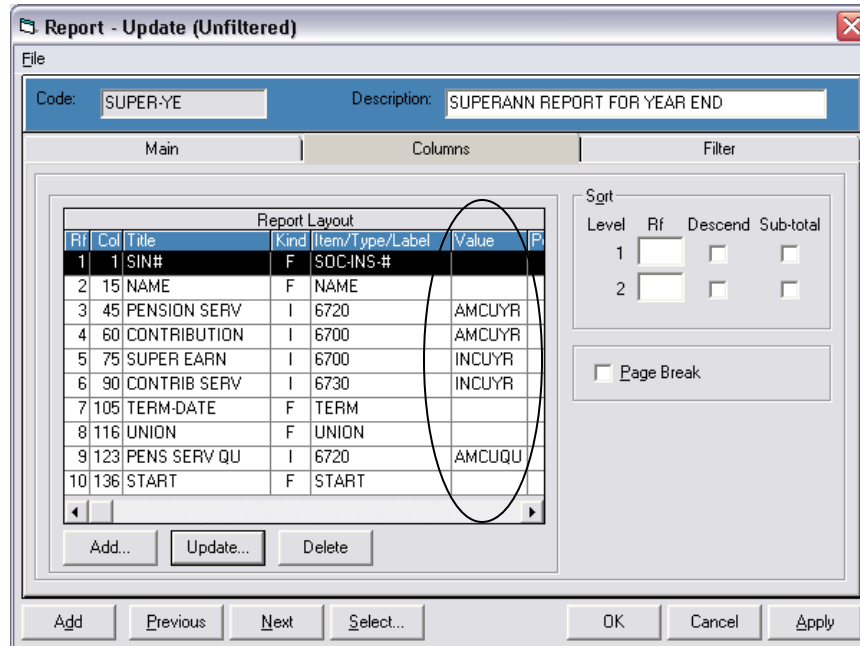 Report - Update (Unfiltered)
File
Code: SUPER-YE Description: SUPERANN REPORT FOR YEAR END
Main Columns Filter
Report Layout
Rf Col Title Kind Item/Type/Label Value
1 1 SIN# F SOC-INS-#
2 15 NAME F NAME
3 45 PENSION SERV I 6720 AMCUYR
4 60 CONTRIBUTION I 6700 AMCUYR
5 75 SUPER EARN I 6700 INCUYR
6 90 CONTRIB SERV I 6730 INCUYR
7 105 TERM-DATE F TERM
8 116 UNION F UNION
9 123 PENS SERV QU I 6720 AMCUQU
10 136 START F START
Add... Update... Delete
Sort
Level Rf Descend Sub-total
1
2
Page Break
Add Previous Next Select... OK Cancel Apply